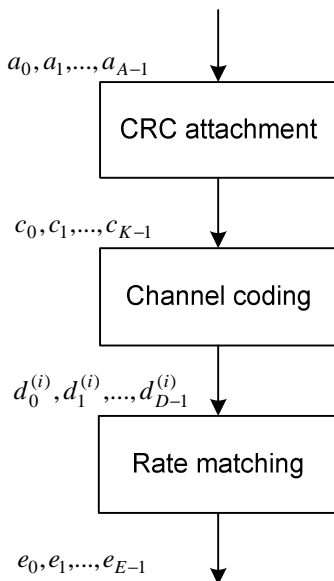 a_0, a_1,..., a_{A−1}
CRC attachment
c_0, c_1,..., c_{K−1}
Channel coding
d_0^{(i)}, d_1^{(i)},..., d_{D−1}^{(i)}
Rate matching
e_0, e_1,..., e_{E−1}